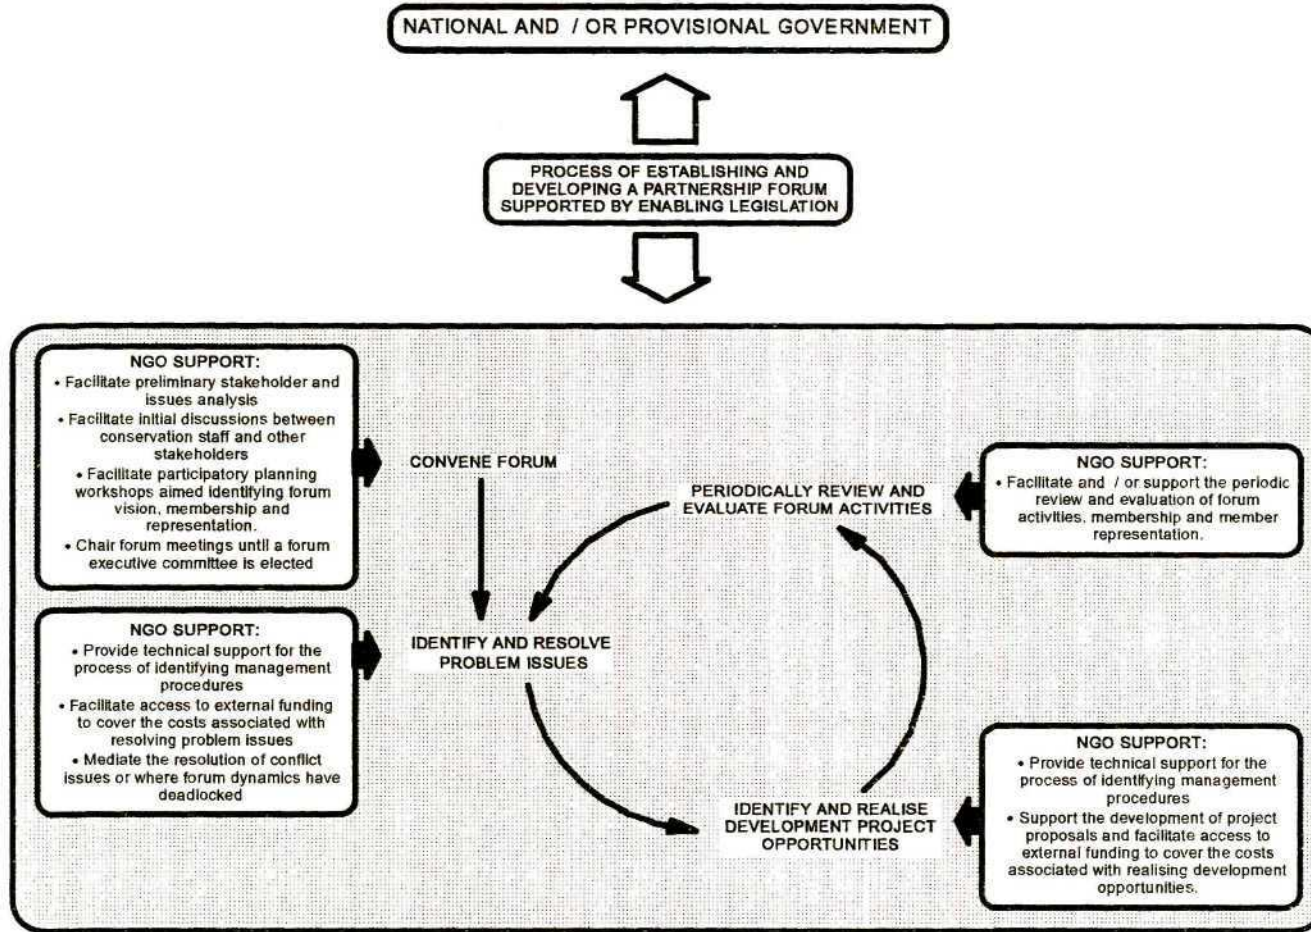 NATIONAL AND / OR PROVISIONAL GOVERNMENT
PROCESS OF ESTABLISHING AND
DEVELOPING A PARTNERSHIP FORUM
SUPPORTED BY ENABLING LEGISLATION
NGO SUPPORT:
• Facilitate preliminary stakeholder and
issues analysis
• Facilitate initial discussions between
conservation staff and other
stakeholders
• Facilitate participatory planning
workshops aimed identifying forum
vision, membership and
representation.
• Chair forum meetings until a forum
executive committee is elected
CONVENE FORUM
PERIODICALLY REVIEW AND
EVALUATE FORUM ACTIVITIES
NGO SUPPORT:
• Facilitate and / or support the periodic
review and evaluation of forum
activities, membership and member
representation.
NGO SUPPORT:
• Provide technical support for the
process of identifying management
procedures
• Facilitate access to external funding
to cover the costs associated with
resolving problem issues
• Mediate the resolution of conflict
issues or where forum dynamics have
deadlocked
IDENTIFY AND RESOLVE
PROBLEM ISSUES
IDENTIFY AND REALISE
DEVELOPMENT PROJECT
OPPORTUNITIES
NGO SUPPORT:
• Provide technical support for the
process of identifying management
procedures
• Support the development of project
proposals and facilitate access to
external funding to cover the costs
associated with realising development
opportunities.